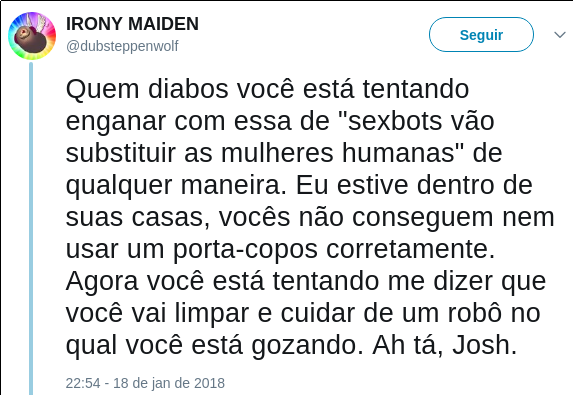 IRONY MAIDEN
@dubsteppenwolf
Seguir
Quem diabos você está tentando
enganar com essa de "sexbots vão
substituir as mulheres humanas" de
qualquer maneira. Eu estive dentro de
suas casas, vocês não conseguem nem
usar um porta-copos corretamente.
Agora você está tentando me dizer que
você vai limpar e cuidar de um robô no
qual você está gozando. Ah tá, Josh.
22:54 - 18 de jan de 2018